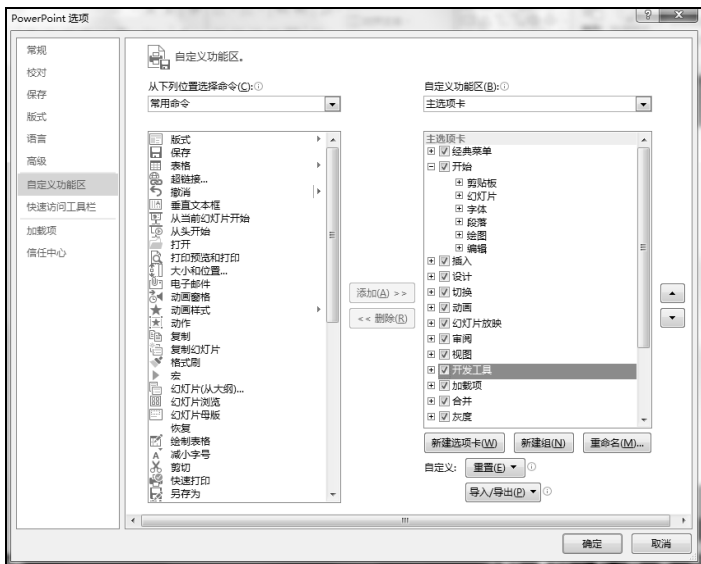 PowerPoint 选项
常规
校对
保存
版式
语言
高级
自定义功能区
快速访问工具栏
加载项
信任中心
自定义功能区。
从下列位置选择命令(C):
常用命令
版式
保存
表格
超链接...
撤消
垂直文本框
从当前幻灯片开始
从头开始
打开
打印预览和打印
大小和位置...
电子邮件
动画窗格
动画样式
动作
复制
复制幻灯片
格式刷
宏
幻灯片(从大纲)...
幻灯片浏览
幻灯片母版
恢复
绘制表格
减小字号
剪切
快速打印
另存为
添加(A) >>
<< 删除(R)
自定义功能区(B):
主选项卡
主选项卡
经典菜单
开始
剪贴板
幻灯片
字体
段落
绘图
编辑
插入
设计
切换
动画
幻灯片放映
审阅
视图
开发工具
加载项
合并
灰度
新建选项卡(W)
新建组(N)
重命名(M)...
自定义:
重置(E)
导入/导出(P)
确定
取消